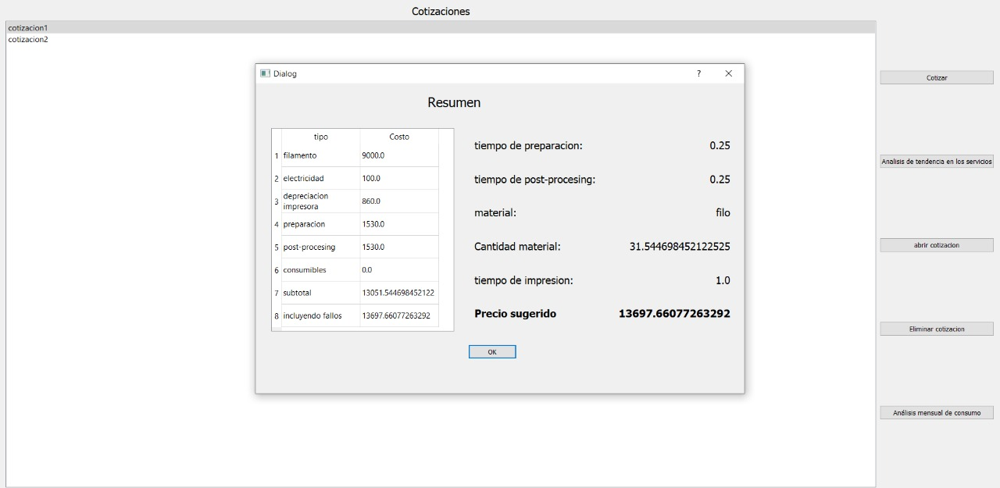 Cotizaciones
cotizacion1
cotizacion2
Dialog
?
Resumen
tipo Costo
1 filamento 9000.0
2 electricidad 100.0
3 depreciacion impresora 860.0
4 preparacion 1530.0
5 post-procesing 1530.0
6 consumibles 0.0
7 subtotal 13051.544698452122
8 incluyendo fallos 13697.66077263292
tiempo de preparacion: 0.25
tiempo de post-procesing: 0.25
material: filo
Cantidad material: 31.544698452122525
tiempo de impresion: 1.0
Precio sugerido 13697.66077263292
OK
Cotizar
Analisis de tendencia en los servicios
abrir cotizacion
Eliminar cotizacion
Análisis mensual de consumo